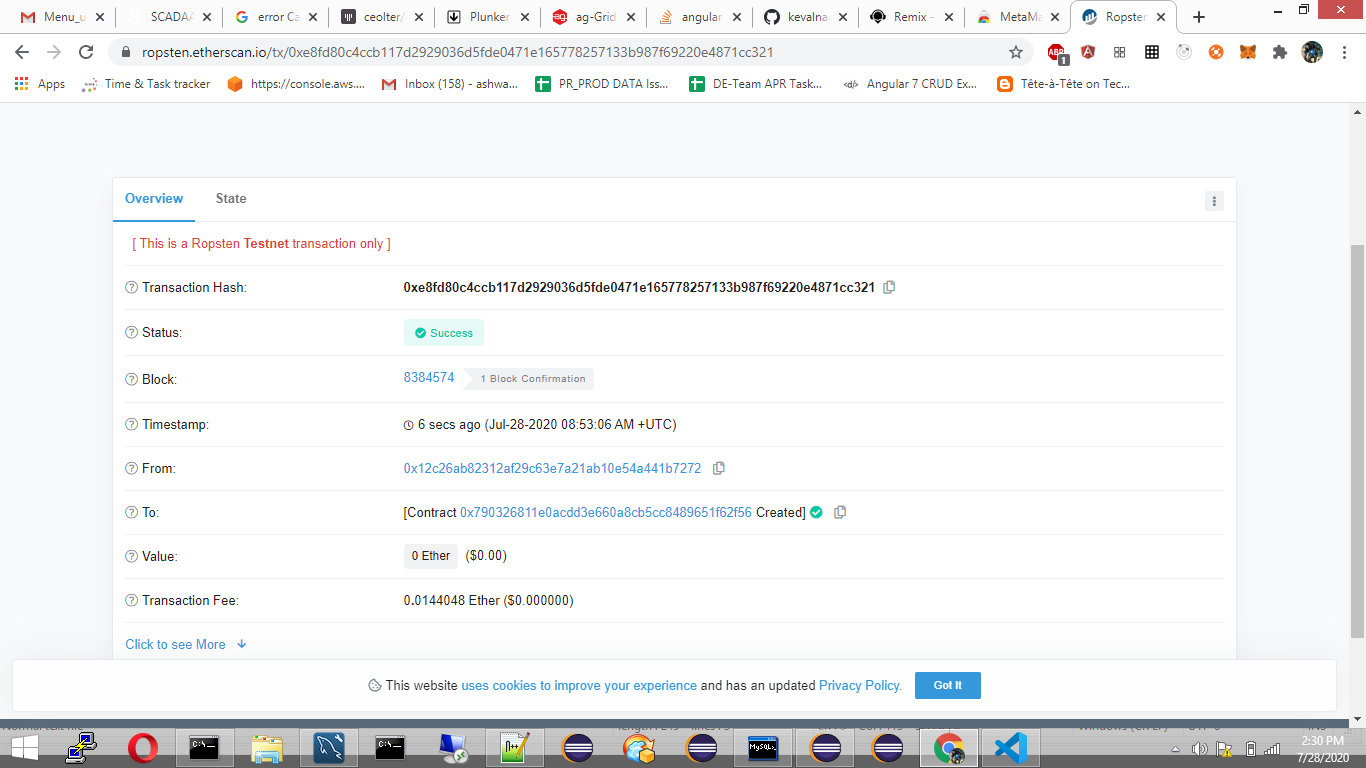 Menu_u
SCADAA
error Ca
ceolter/
Plunker
ag-Grid
angular
kevalna
Remix -
MetaMa
Ropsten
ropsten.etherscan.io/tx/0xe8fd80c4ccb117d2929036d5fde0471e165778257133b987f69220e4871cc321
ABP
1
Apps
Time & Task tracker
https://console.aws....
Inbox (158) - ashwa...
PR_PROD DATA Iss...
DE-Team APR Task...
Angular 7 CRUD Ex...
Tête-à-Tête on Tec...
Overview
State
[ This is a Ropsten Testnet transaction only ]
Transaction Hash:
0xe8fd80c4ccb117d2929036d5fde0471e165778257133b987f69220e4871cc321
Status:
Success
Block:
8384574
1 Block Confirmation
Timestamp:
6 secs ago (Jul-28-2020 08:53:06 AM +UTC)
From:
0x12c26ab82312af29c63e7a21ab10e54a441b7272
To:
[Contract 0x790326811e0acdd3e660a8cb5cc8489651f62f56 Created]
Value:
0 Ether ($0.00)
Transaction Fee:
0.0144048 Ether ($0.000000)
Click to see More
This website uses cookies to improve your experience and has an updated Privacy Policy.
Got It
MySQL
2:30 PM
7/28/2020